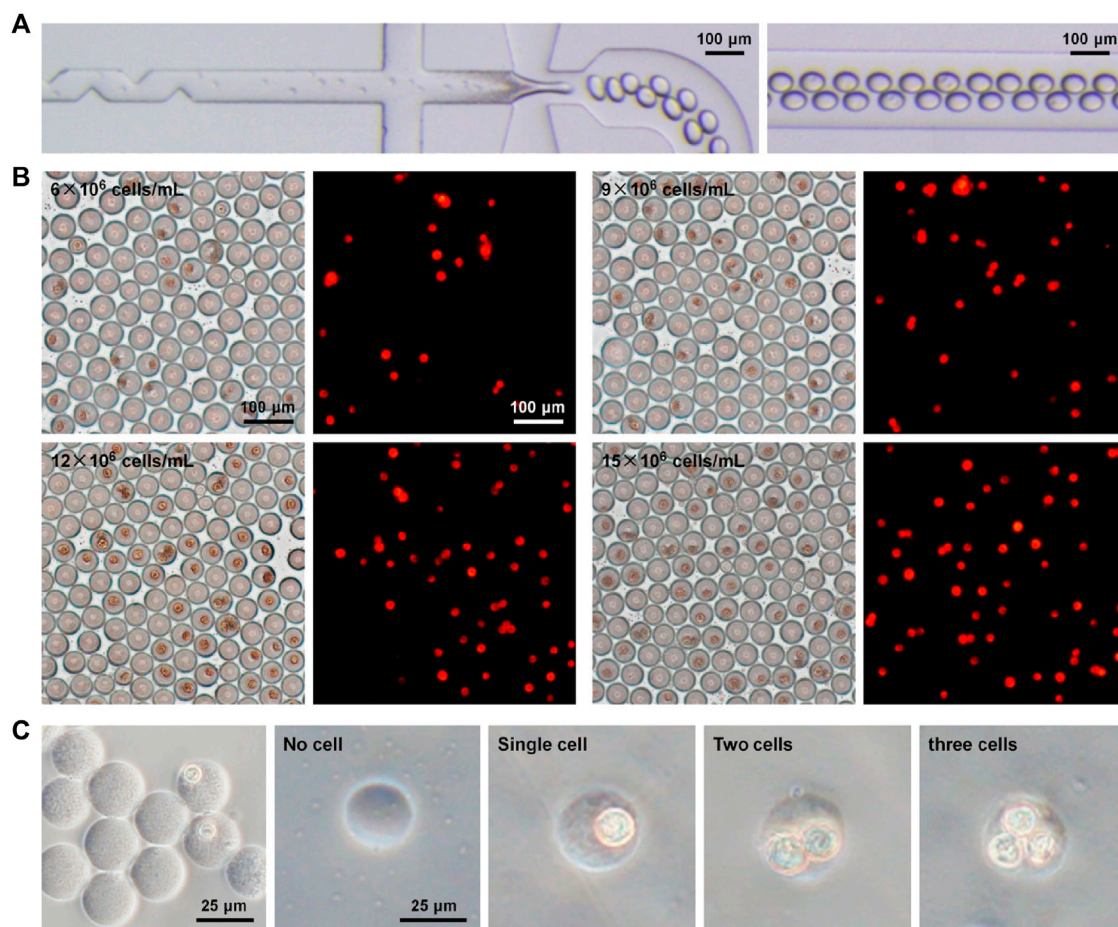 A
100 µm
100 µm
B
6×10⁶ cells/mL
9×10⁶ cells/mL
100 µm
100 µm
12×10⁶ cells/mL
15×10⁶ cells/mL
C
No cell
Single cell
Two cells
three cells
25 µm
25 µm